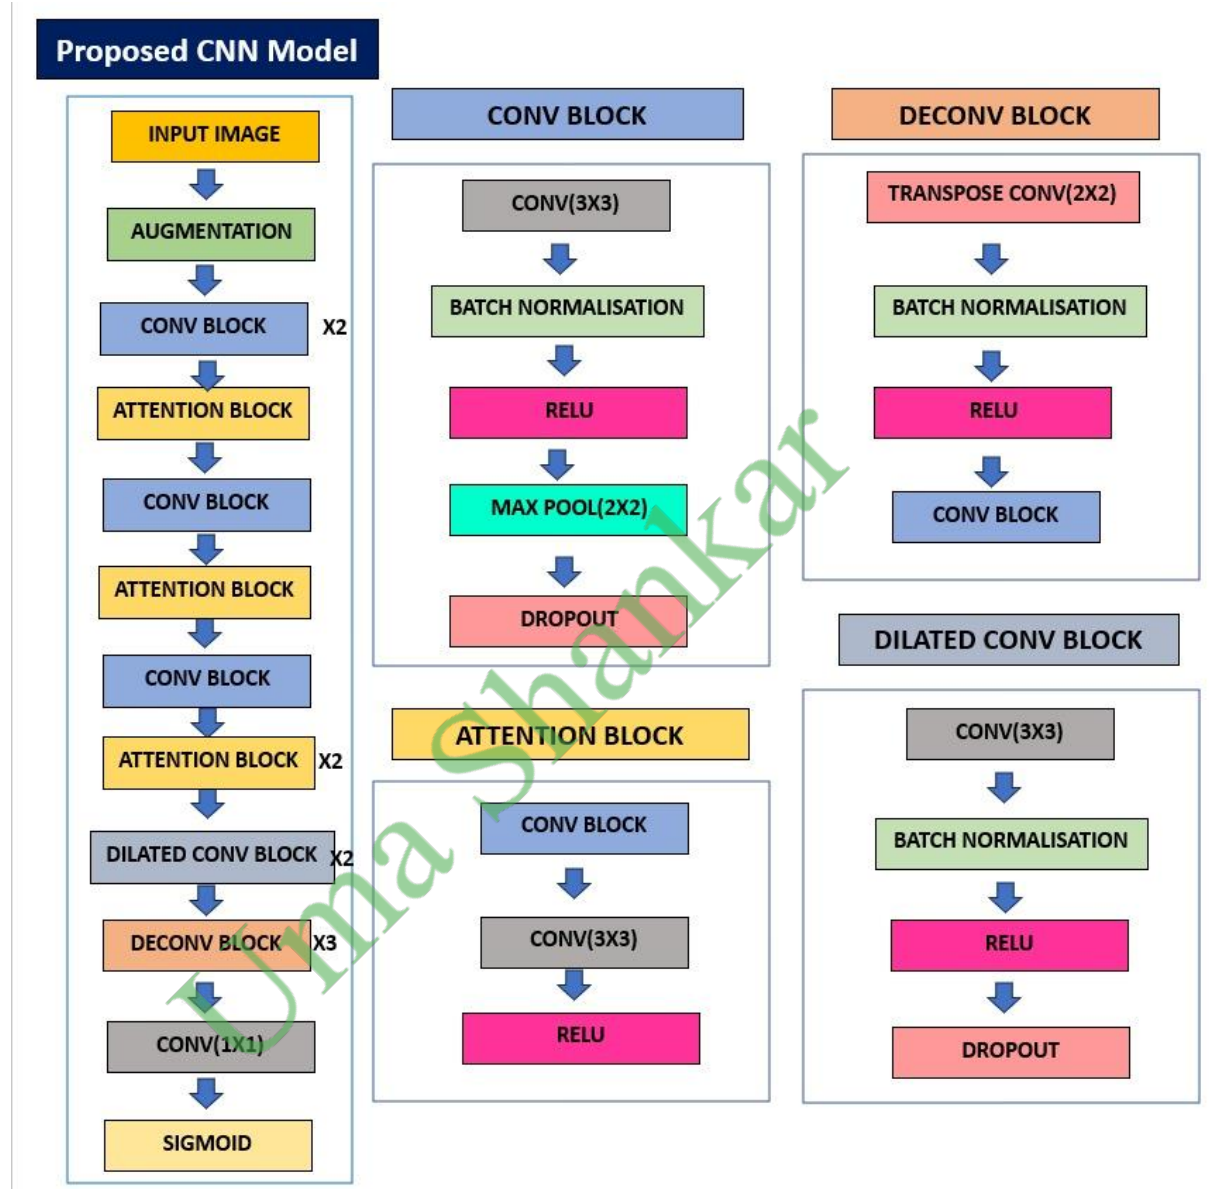 Proposed CNN Model
INPUT IMAGE
AUGMENTATION
CONV BLOCK X2
ATTENTION BLOCK
CONV BLOCK
ATTENTION BLOCK
CONV BLOCK
ATTENTION BLOCK X2
DILATED CONV BLOCK X2
DECONV BLOCK X3
CONV(1X1)
SIGMOID
CONV BLOCK
CONV(3X3)
BATCH NORMALISATION
RELU
MAX POOL(2X2)
DROPOUT
ATTENTION BLOCK
CONV BLOCK
CONV(3X3)
RELU
DECONV BLOCK
TRANSPOSE CONV(2X2)
BATCH NORMALISATION
RELU
CONV BLOCK
DILATED CONV BLOCK
CONV(3X3)
BATCH NORMALISATION
RELU
DROPOUT
Uma Shankar